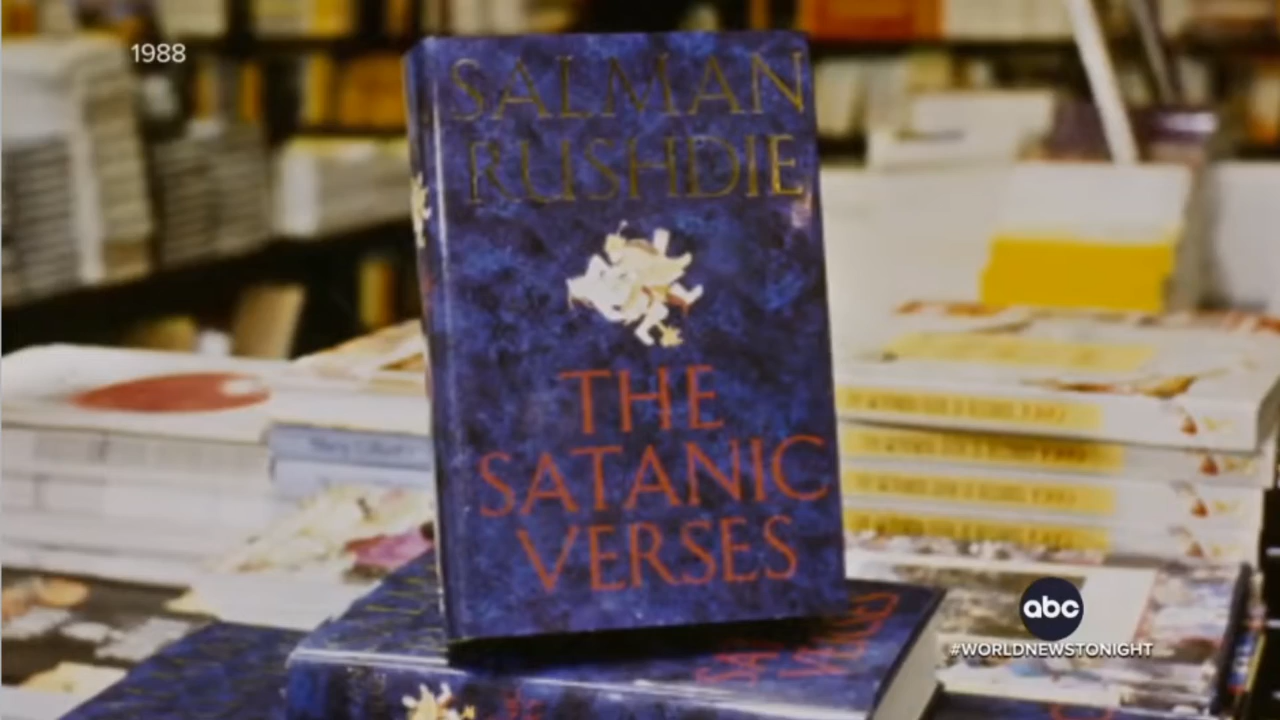 1988
SALMAN
RUSHDIE
THE
SATANIC
VERSES
abc
#WORLDNEWSTONIGHT